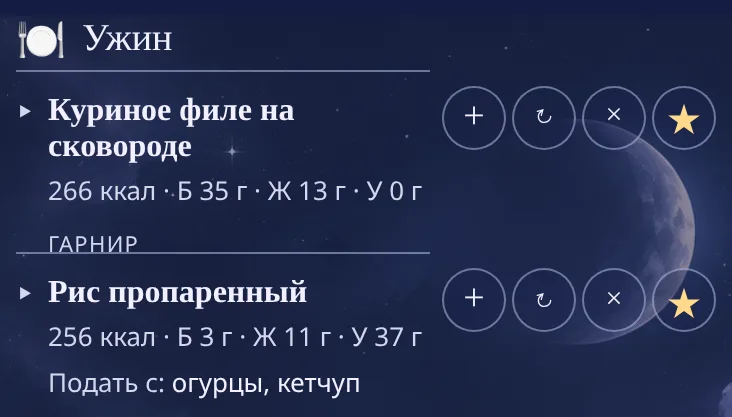 Ужин
Куриное филе на
сковороде
266 ккал · Б 35 г · Ж 13 г · У 0 г
ГАРНИР
Рис пропаренный
256 ккал · Б 3 г · Ж 11 г · У 37 г
Подать с: огурцы, кетчуп